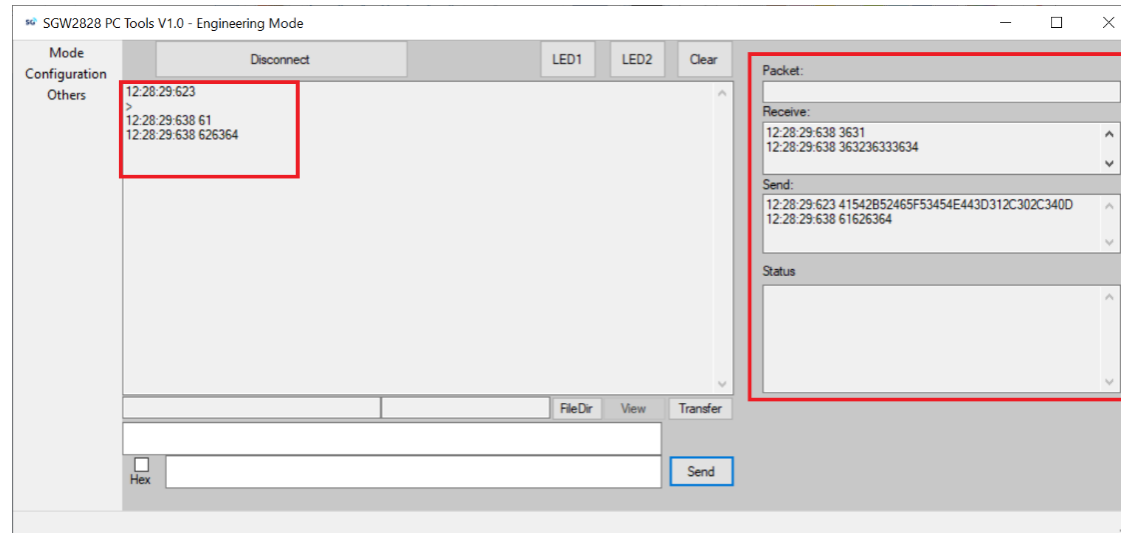 SGW2828 PC Tools V1.0 - Engineering Mode
Mode
Configuration
Others
Disconnect
LED1
LED2
Clear
12:28:29:623
>
12:28:29:638 61
12:28:29:638 626364
Packet:
Receive:
12:28:29:638 3631
12:28:29:638 363236333634
Send:
12:28:29:623 41542B52465F53454E443D312C302C340D
12:28:29:638 61626364
Status
FileDir
View
Transfer
Hex
Send